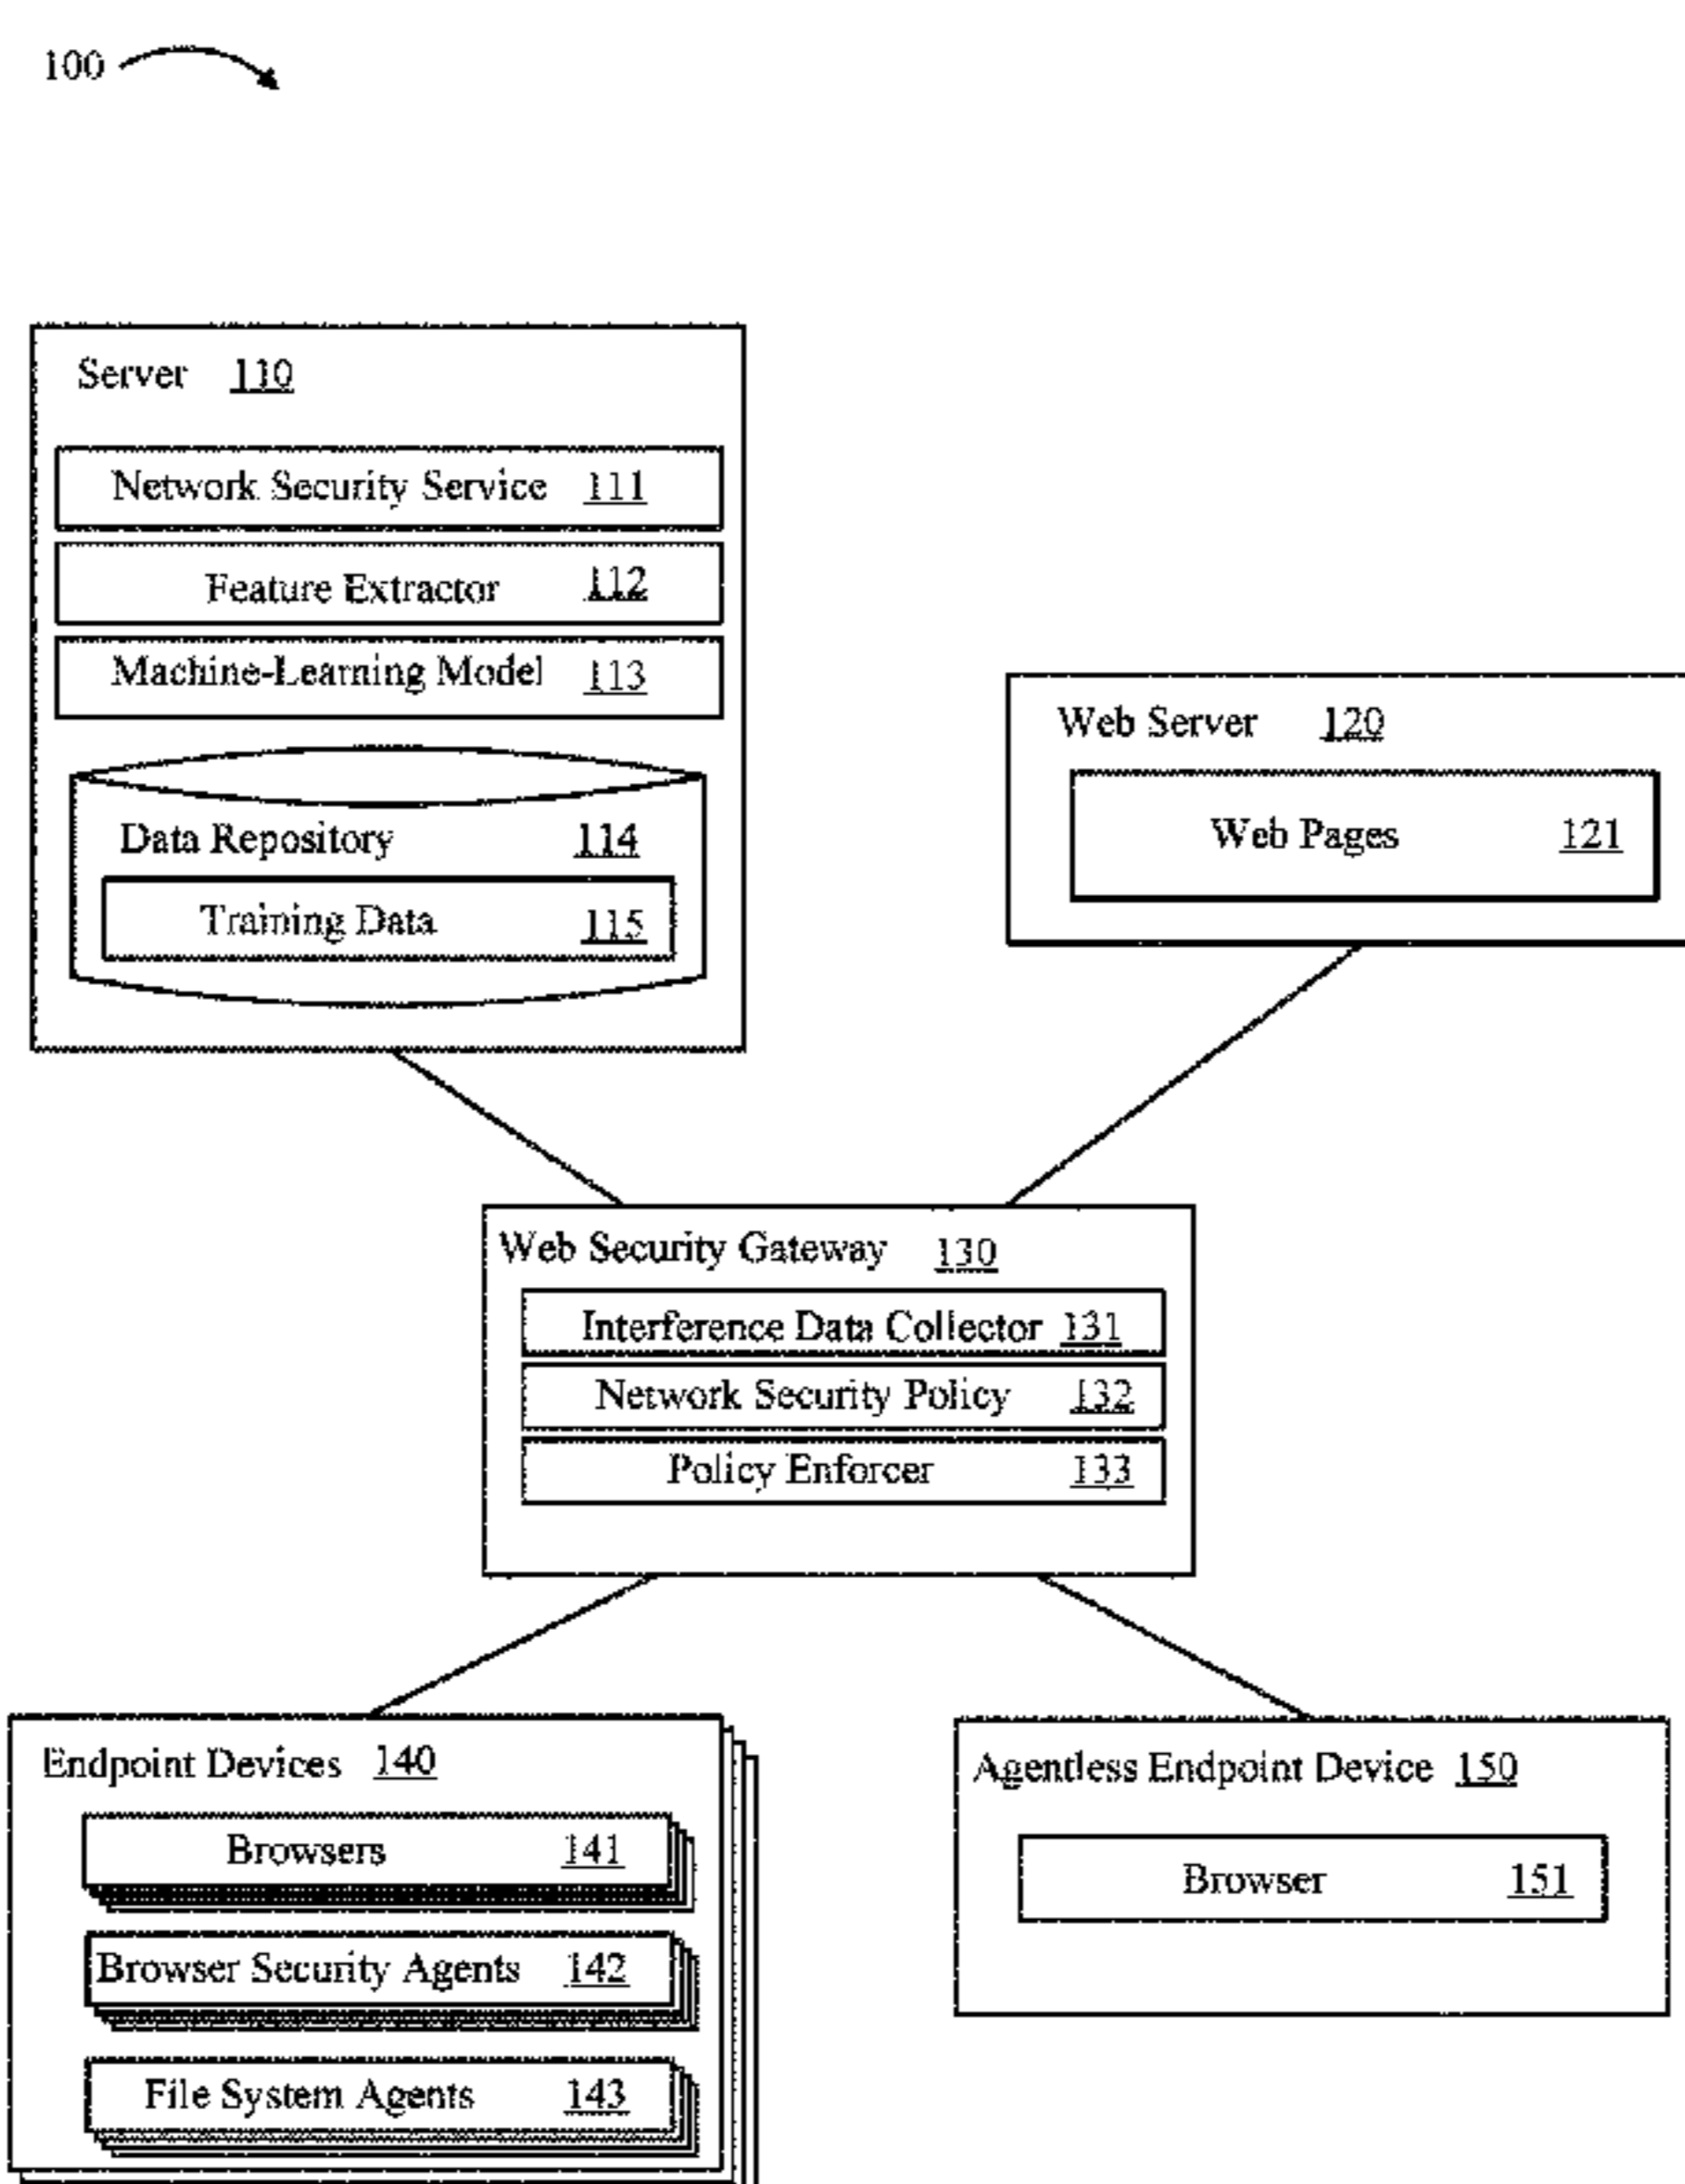 100
Server 110
Network Security Service 111
Feature Extractor 112
Machine-Learning Model 113
Data Repository 114
Training Data 115
Web Server 120
Web Pages 121
Web Security Gateway 130
Interference Data Collector 131
Network Security Policy 132
Policy Enforcer 133
Endpoint Devices 140
Browsers 141
Browser Security Agents 142
File System Agents 143
Agentless Endpoint Device 150
Browser 151